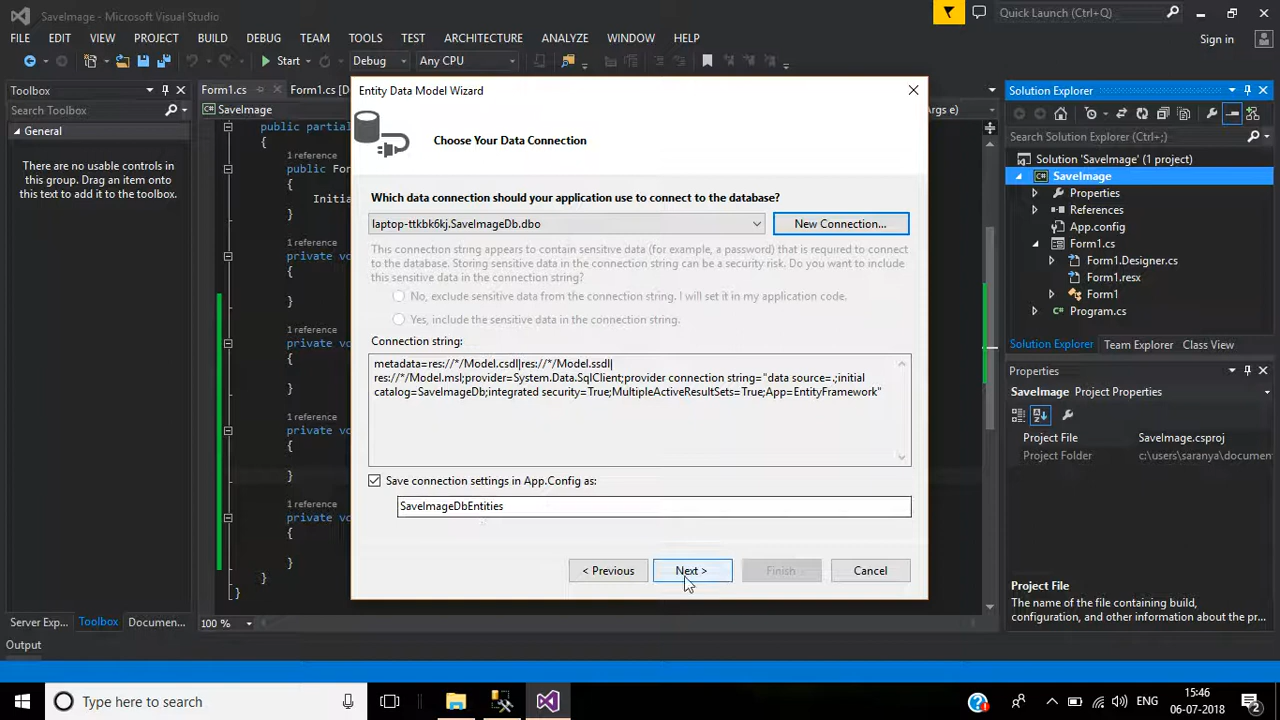 SaveImage - Microsoft Visual Studio
Quick Launch (Ctrl+Q)
FILE EDIT VIEW PROJECT BUILD DEBUG TEAM TOOLS TEST ARCHITECTURE ANALYZE WINDOW HELP
Sign in
Start Debug Any CPU
Toolbox
Search Toolbox
General
There are no usable controls in
this group. Drag an item onto
this text to add it to the toolbox.
Form1.cs Form1.cs [D
SaveImage
Args e)
public partial
{
1 reference
public For
{
Initia
}
1 reference
private vo
{
}
1 reference
private vo
{
}
1 reference
private vo
{
}
1 reference
private vo
{
}
}
}
100 %
Entity Data Model Wizard
Choose Your Data Connection
Which data connection should your application use to connect to the database?
laptop-ttkbk6kj.SaveImageDb.dbo
New Connection...
This connection string appears to contain sensitive data (for example, a password) that is required to connect
to the database. Storing sensitive data in the connection string can be a security risk. Do you want to include
this sensitive data in the connection string?
No, exclude sensitive data from the connection string. I will set it in my application code.
Yes, include the sensitive data in the connection string.
Connection string:
metadata=res://*/Model.csdl|res://*/Model.ssdl|
res://*/Model.msl;provider=System.Data.SqlClient;provider connection string="data source=.;initial
catalog=SaveImageDb;integrated security=True;MultipleActiveResultSets=True;App=EntityFramework"
Save connection settings in App.Config as:
SaveImageDbEntities
< Previous
Next >
Finish
Cancel
Solution Explorer
Search Solution Explorer (Ctrl+;)
Solution 'SaveImage' (1 project)
SaveImage
Properties
References
App.config
Form1.cs
Form1.Designer.cs
Form1.resx
Form1
Program.cs
Solution Explorer Team Explorer Class View
Properties
SaveImage Project Properties
Project File SaveImage.csproj
Project Folder c:\users\saranya\documen
Project File
The name of the file containing build,
configuration, and other information about the pr...
Server Exp... Toolbox Documen...
Output
Type here to search
ENG
15:46
06-07-2018
2